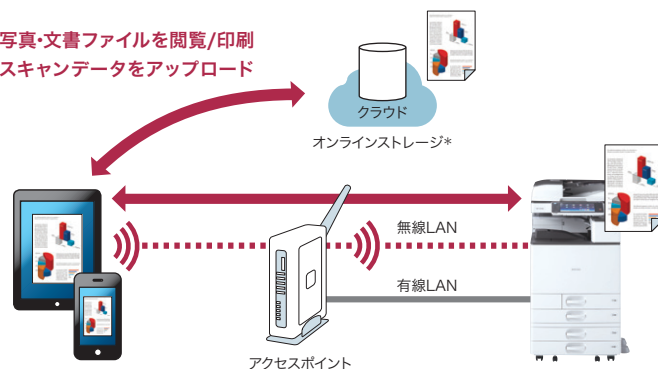 写真・文書ファイルを閲覧/印刷
スキャンデータをアップロード
クラウド
オンラインストレージ*
無線LAN
有線LAN
アクセスポイント